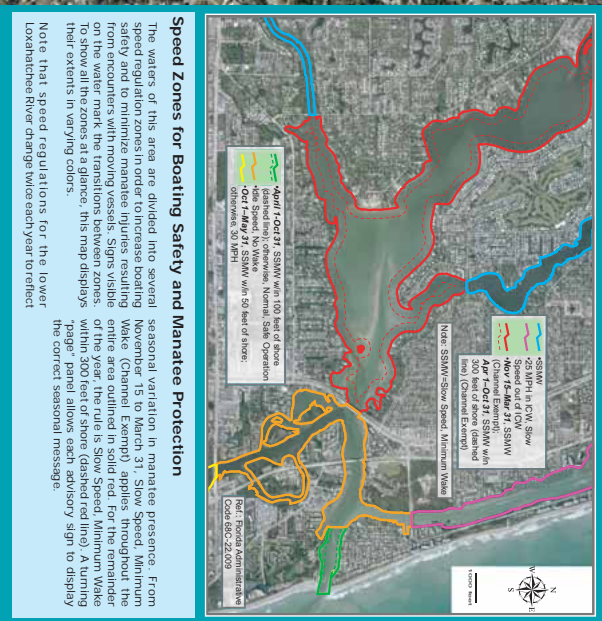 •SSMW
•25 MPH in ICW, Slow
Speed out of ICW
•Nov 15–Mar 31, SSMW
(Channel Exempt);
Apr 1–Oct 31, SSMW w/in
300 feet of shore (dashed
line) (Channel Exempt)
Note: SSMW=Slow Speed, Minimum Wake
•April 1-Oct 31, SSMW w/in 100 feet of shore
(dashed line); otherwise, Normal, Safe Operation
•Idle Speed, No Wake
•Oct 1–May 31, SSMW w/in 50 feet of shore;
otherwise, 30 MPH
N
W
E
S
1000 feet
Ref.: Florida Administrative
Code 68C-22.009
Speed Zones for Boating Safety and Manatee Protection
The waters of this area are divided into several
speed regulation zones in order to increase boating
safety and to minimize manatee injuries resulting
from encounters with moving vessels. Signs visible
on the water mark the transitions between zones.
To show all the zones at a glance, this map displays
their extents in varying colors.
Note that speed regulations for the lower
Loxahatchee River change twice each year to reflect
seasonal variation in manatee presence. From
November 15 to March 31, Slow Speed, Minimum
Wake (Channel Exempt) applies throughout the
entire area outlined in solid red. For the remainder
of the year, the rule is Slow Speed, Minimum Wake
within 300 feet of shore (dashed red line). A turning
"page" panel allows each advisory sign to display
the correct seasonal message.